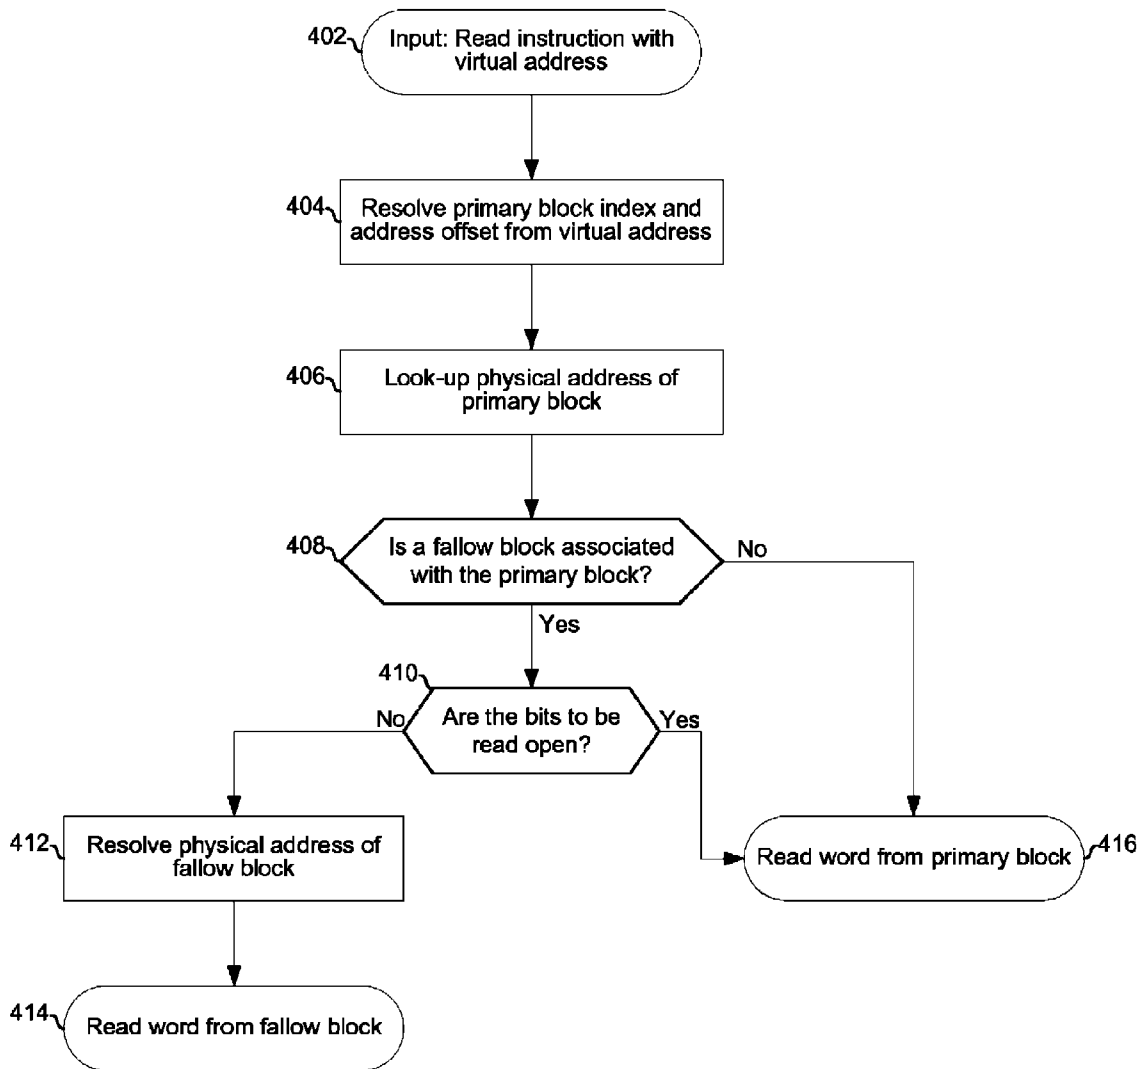 402
Input: Read instruction with
virtual address
404
Resolve primary block index and
address offset from virtual address
406
Look-up physical address of
primary block
408
Is a fallow block associated
with the primary block?
No
Yes
410
Are the bits to be
read open?
No
Yes
412
Resolve physical address of
fallow block
Read word from primary block
416
414
Read word from fallow block